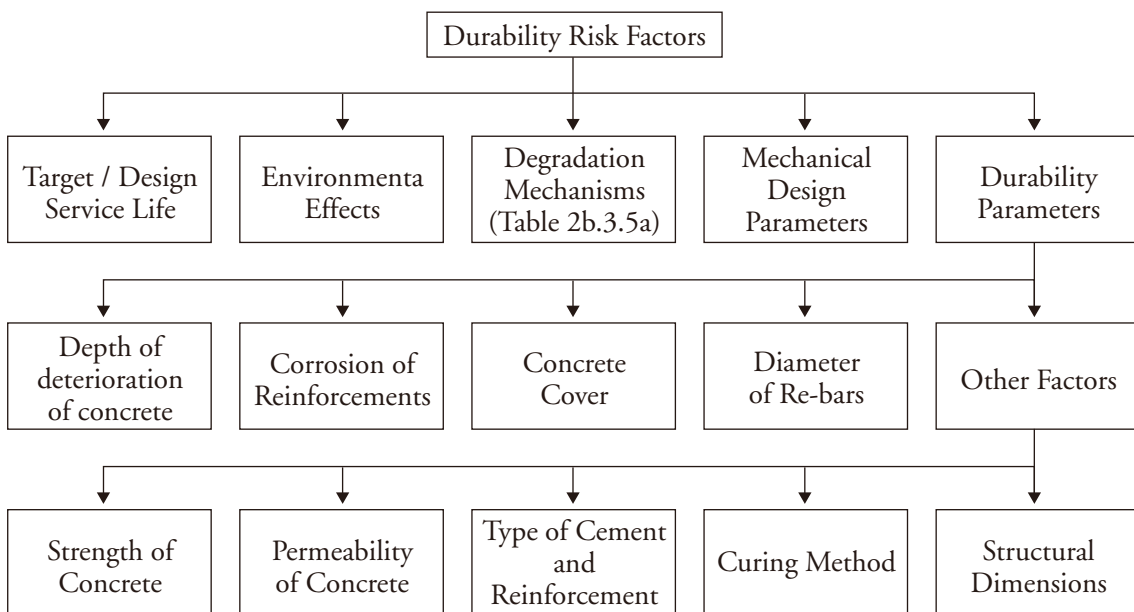 Durability Risk Factors
Target / Design
Service Life
Environmenta
Effects
Degradation
Mechanisms
(Table 2b.3.5a)
Mechanical
Design
Parameters
Durability
Parameters
Depth of
deterioration
of concrete
Corrosion of
Reinforcements
Concrete
Cover
Diameter
of Re-bars
Other Factors
Strength of
Concrete
Permeability
of Concrete
Type of Cement
and
Reinforcement
Curing Method
Structural
Dimensions